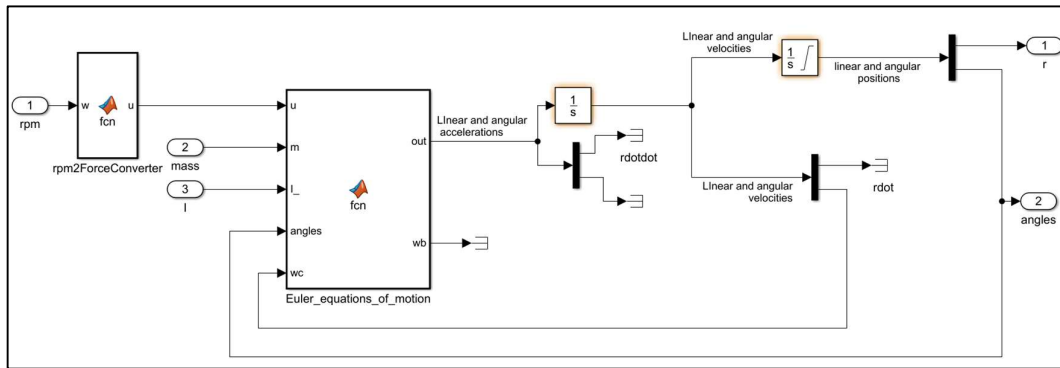 1
rpm
w
fcn
u
rpm2ForceConverter
2
mass
3
I
u
m
I_
angles
wc
fcn
out
wb
Euler_equations_of_motion
LInear and angular
accelerations
1
s
rdotdot
LInear and angular
velocities
1
s
linear and angular
positions
LInear and angular
velocities
rdot
1
r
2
angles